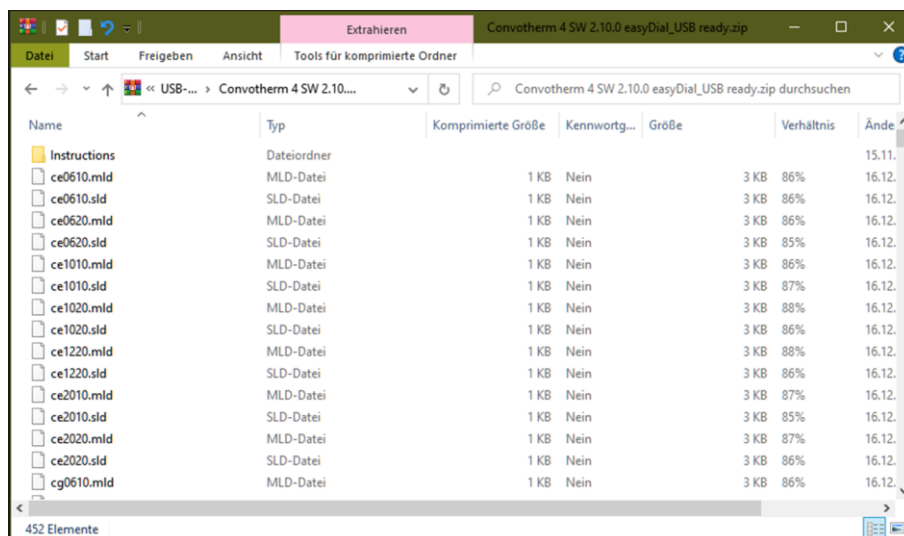 Extrahieren
Convotherm 4 SW 2.10.0 easyDial_USB ready.zip
Datei Start Freigeben Ansicht Tools für komprimierte Ordner
« USB-... › Convotherm 4 SW 2.10.... Convotherm 4 SW 2.10.0 easyDial_USB ready.zip durchsuchen
Name Typ Komprimierte Größe Kennwortg... Größe Verhältnis Ände
Instructions Dateiordner 15.11.
ce0610.mld MLD-Datei 1 KB Nein 3 KB 86% 16.12.
ce0610.sld SLD-Datei 1 KB Nein 3 KB 86% 16.12.
ce0620.mld MLD-Datei 1 KB Nein 3 KB 86% 16.12.
ce0620.sld SLD-Datei 1 KB Nein 3 KB 85% 16.12.
ce1010.mld MLD-Datei 1 KB Nein 3 KB 86% 16.12.
ce1010.sld SLD-Datei 1 KB Nein 3 KB 87% 16.12.
ce1020.mld MLD-Datei 1 KB Nein 3 KB 88% 16.12.
ce1020.sld SLD-Datei 1 KB Nein 3 KB 86% 16.12.
ce1220.mld MLD-Datei 1 KB Nein 3 KB 88% 16.12.
ce1220.sld SLD-Datei 1 KB Nein 3 KB 86% 16.12.
ce2010.mld MLD-Datei 1 KB Nein 3 KB 87% 16.12.
ce2010.sld SLD-Datei 1 KB Nein 3 KB 85% 16.12.
ce2020.mld MLD-Datei 1 KB Nein 3 KB 87% 16.12.
ce2020.sld SLD-Datei 1 KB Nein 3 KB 86% 16.12.
cg0610.mld MLD-Datei 1 KB Nein 3 KB 86% 16.12.
452 Elemente